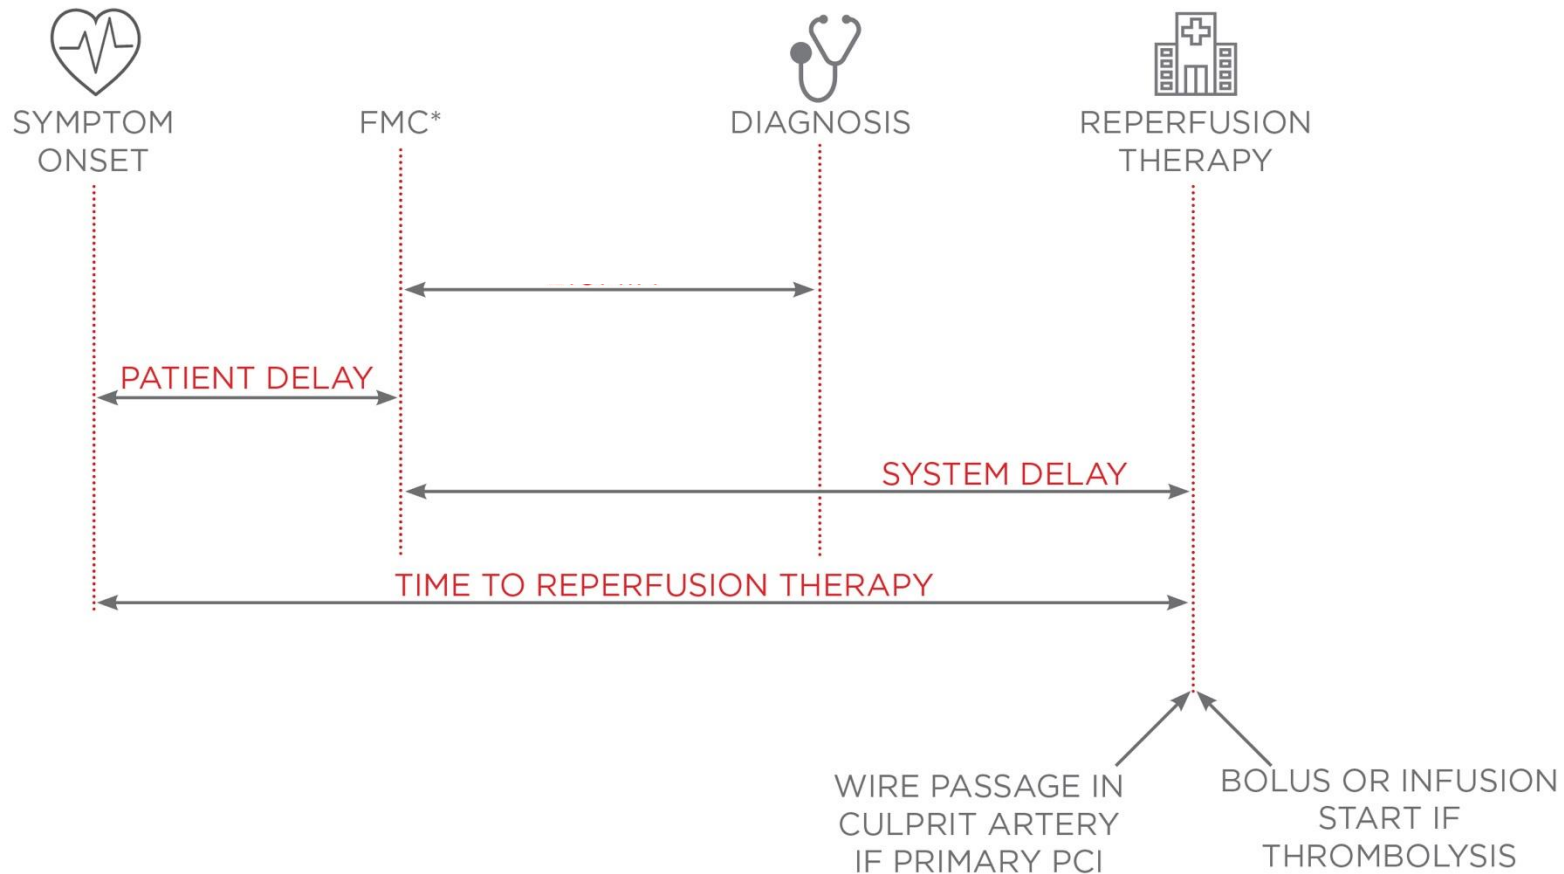 SYMPTOM
ONSET
FMC*
DIAGNOSIS
REPERFUSION
THERAPY
PATIENT DELAY
SYSTEM DELAY
TIME TO REPERFUSION THERAPY
WIRE PASSAGE IN
CULPRIT ARTERY
IF PRIMARY PCI
BOLUS OR INFUSION
START IF
THROMBOLYSIS